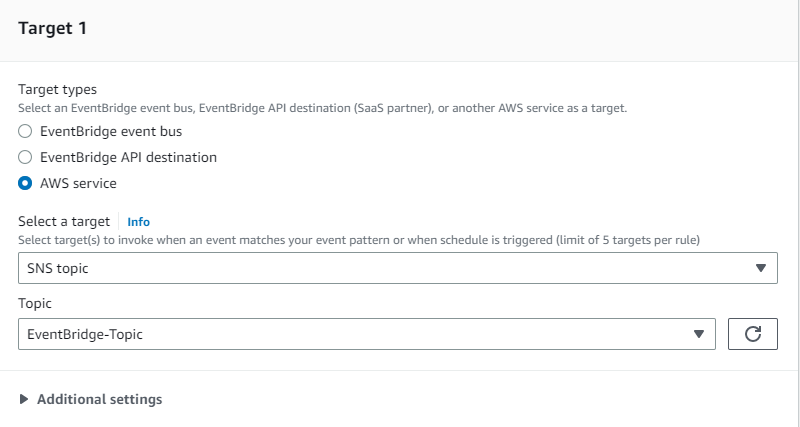 Target 1
Target types
Select an EventBridge event bus, EventBridge API destination (SaaS partner), or another AWS service as a target.
EventBridge event bus
EventBridge API destination
AWS service
Select a target Info
Select target(s) to invoke when an event matches your event pattern or when schedule is triggered (limit of 5 targets per rule)
SNS topic
Topic
EventBridge-Topic
Additional settings